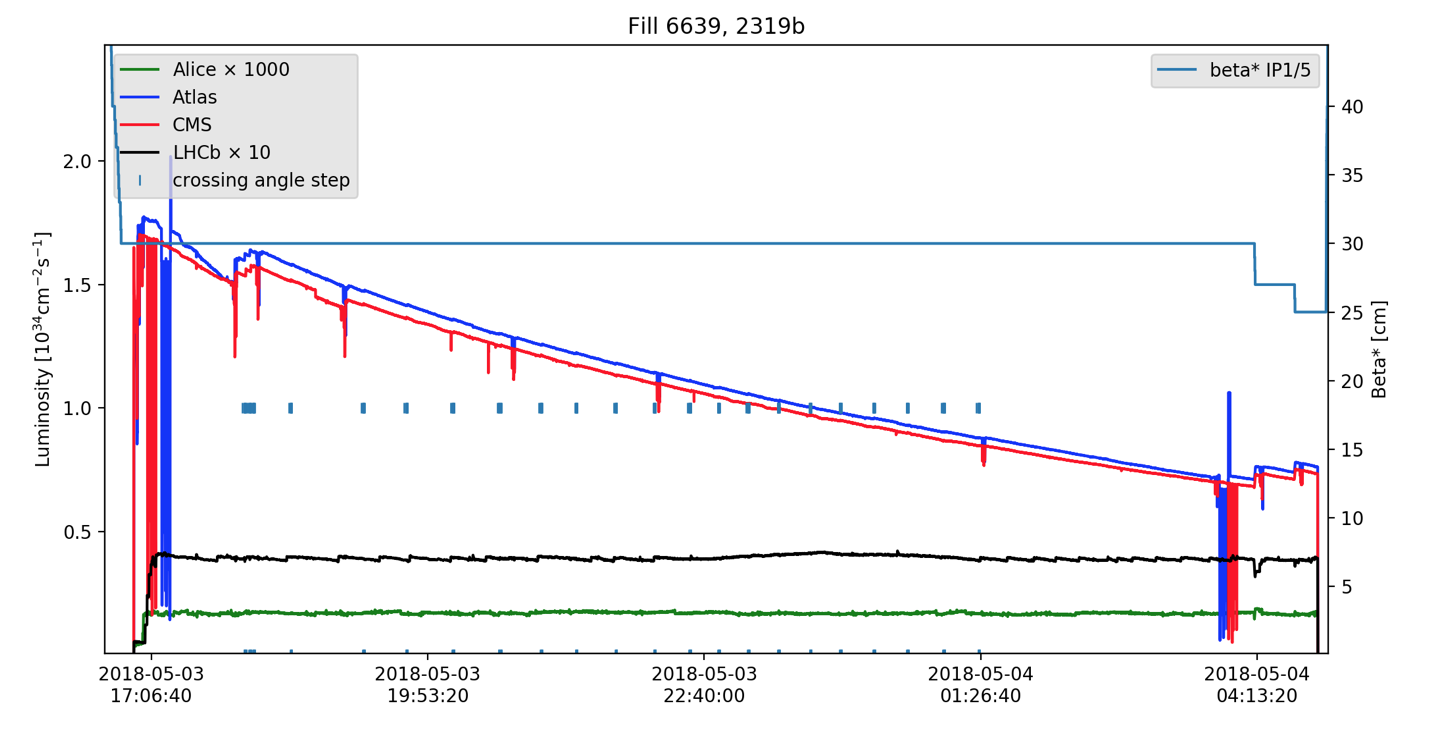 Fill 6639, 2319b
Alice × 1000
Atlas
CMS
LHCb × 10
crossing angle step
beta* IP1/5
Luminosity [10³⁴cm⁻²s⁻¹]
2.0
1.5
1.0
0.5
40
35
30
25
20
15
10
5
Beta* [cm]
2018-05-03
17:06:40
2018-05-03
19:53:20
2018-05-03
22:40:00
2018-05-04
01:26:40
2018-05-04
04:13:20